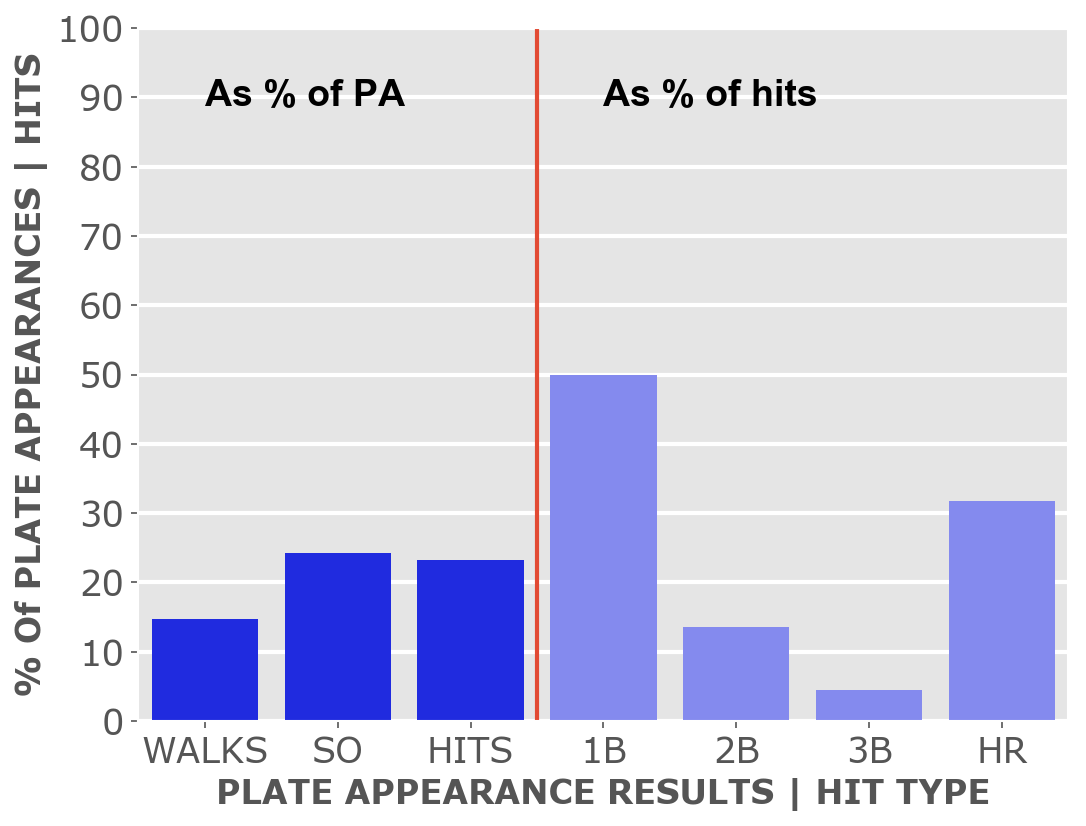 % Of PLATE APPEARANCES | HITS
100
90
80
70
60
50
40
30
20
10
0
As % of PA
As % of hits
WALKS SO HITS 1B 2B 3B HR
PLATE APPEARANCE RESULTS | HIT TYPE